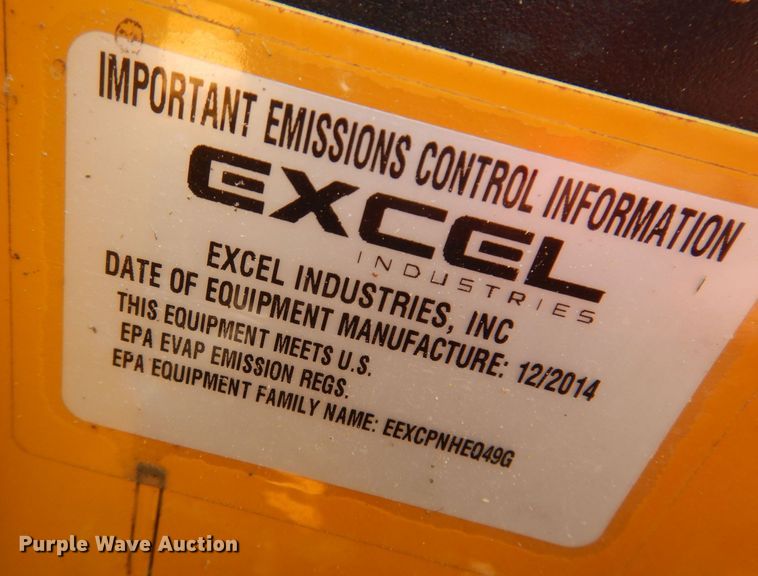 IMPORTANT EMISSIONS CONTROL INFORMATION
EXCEL
INDUSTRIES
EXCEL INDUSTRIES, INC
DATE OF EQUIPMENT MANUFACTURE: 12/2014
THIS EQUIPMENT MEETS U.S.
EPA EVAP EMISSION REGS.
EPA EQUIPMENT FAMILY NAME: EEXCPNHEQ49G
Purple Wave Auction